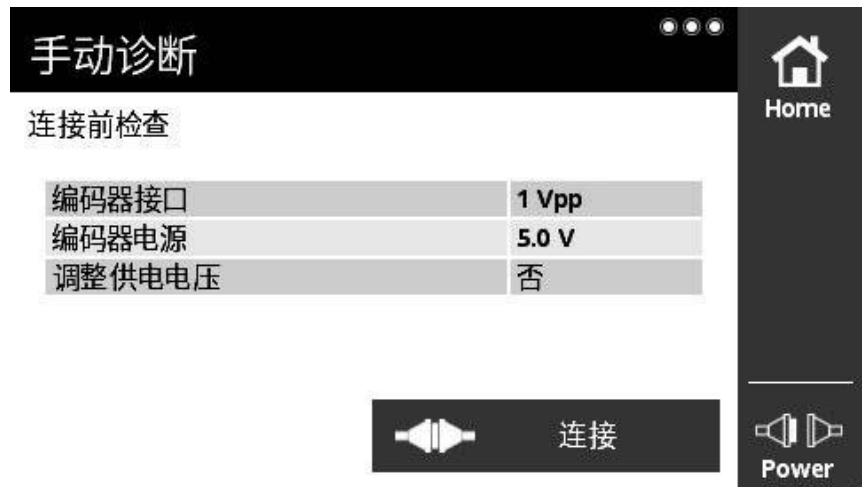 手动诊断
Home
连接前检查
编码器接口 1 Vpp
编码器电源 5.0 V
调整供电电压 否
连接
Power